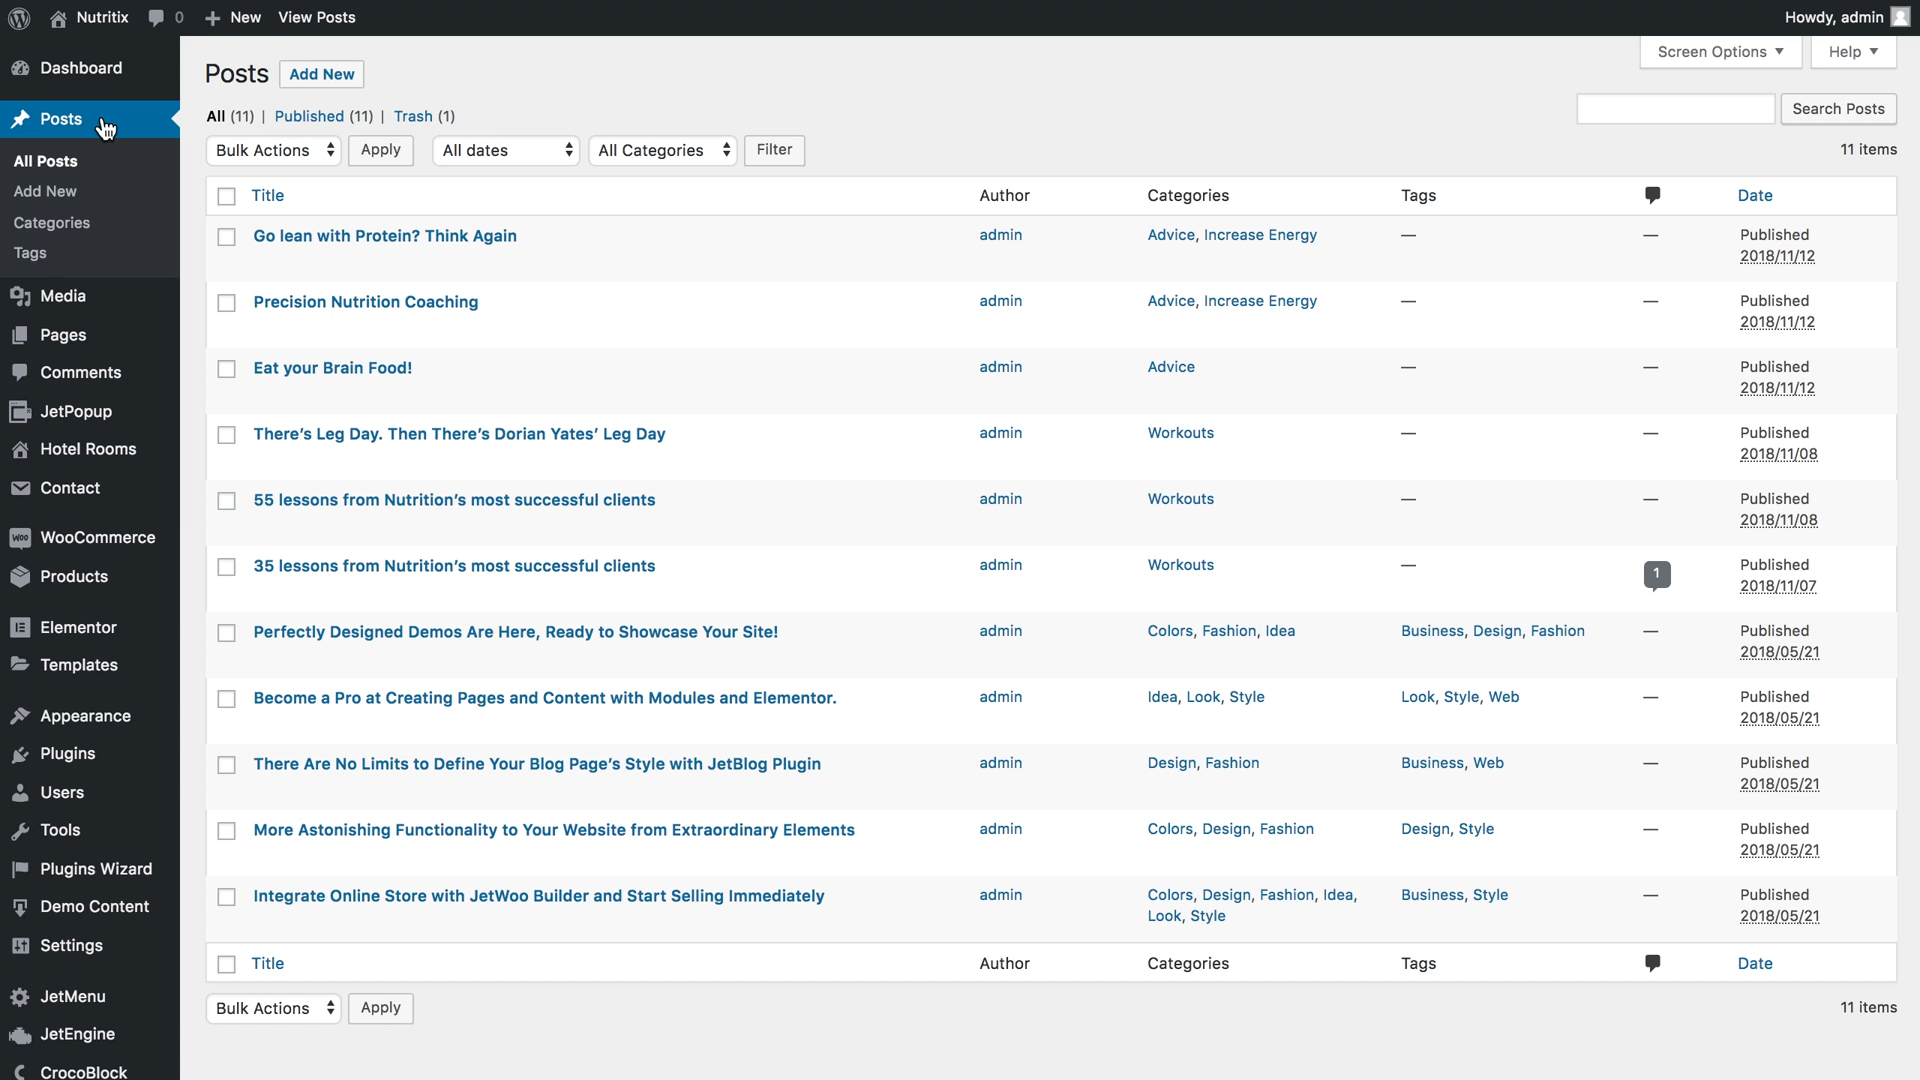 Nutritix 0 New View Posts Howdy, admin
Screen Options Help
Dashboard
Posts
All Posts
Add New
Categories
Tags
Media
Pages
Comments
JetPopup
Hotel Rooms
Contact
WooCommerce
Products
Elementor
Templates
Appearance
Plugins
Users
Tools
Plugins Wizard
Demo Content
Settings
JetMenu
JetEngine
CrocoBlock
Posts Add New
All (11) | Published (11) | Trash (1)
Search Posts
Bulk Actions Apply All dates All Categories Filter 11 items
Title Author Categories Tags Date
Go lean with Protein? Think Again admin Advice, Increase Energy — — Published
2018/11/12
Precision Nutrition Coaching admin Advice, Increase Energy — — Published
2018/11/12
Eat your Brain Food! admin Advice — — Published
2018/11/12
There’s Leg Day. Then There’s Dorian Yates’ Leg Day admin Workouts — — Published
2018/11/08
55 lessons from Nutrition’s most successful clients admin Workouts — — Published
2018/11/08
35 lessons from Nutrition’s most successful clients admin Workouts — 1 Published
2018/11/07
Perfectly Designed Demos Are Here, Ready to Showcase Your Site! admin Colors, Fashion, Idea Business, Design, Fashion — Published
2018/05/21
Become a Pro at Creating Pages and Content with Modules and Elementor. admin Idea, Look, Style Look, Style, Web — Published
2018/05/21
There Are No Limits to Define Your Blog Page’s Style with JetBlog Plugin admin Design, Fashion Business, Web — Published
2018/05/21
More Astonishing Functionality to Your Website from Extraordinary Elements admin Colors, Design, Fashion Design, Style — Published
2018/05/21
Integrate Online Store with JetWoo Builder and Start Selling Immediately admin Colors, Design, Fashion, Idea, Business, Style — Published
Look, Style 2018/05/21
Title Author Categories Tags Date
Bulk Actions Apply 11 items